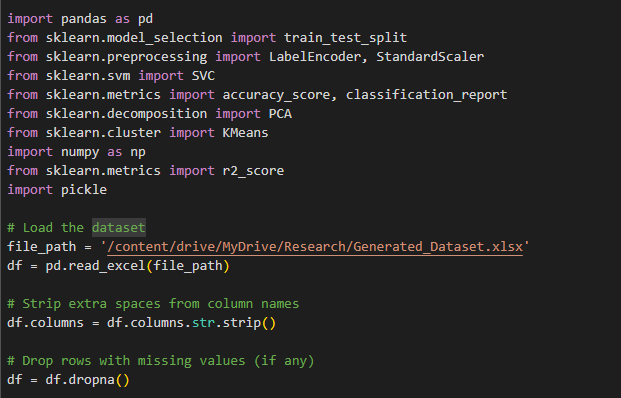 import pandas as pd
from sklearn.model_selection import train_test_split
from sklearn.preprocessing import LabelEncoder, StandardScaler
from sklearn.svm import SVC
from sklearn.metrics import accuracy_score, classification_report
from sklearn.decomposition import PCA
from sklearn.cluster import KMeans
import numpy as np
from sklearn.metrics import r2_score
import pickle
# Load the dataset
file_path = '/content/drive/MyDrive/Research/Generated_Dataset.xlsx'
df = pd.read_excel(file_path)
# Strip extra spaces from column names
df.columns = df.columns.str.strip()
# Drop rows with missing values (if any)
df = df.dropna()